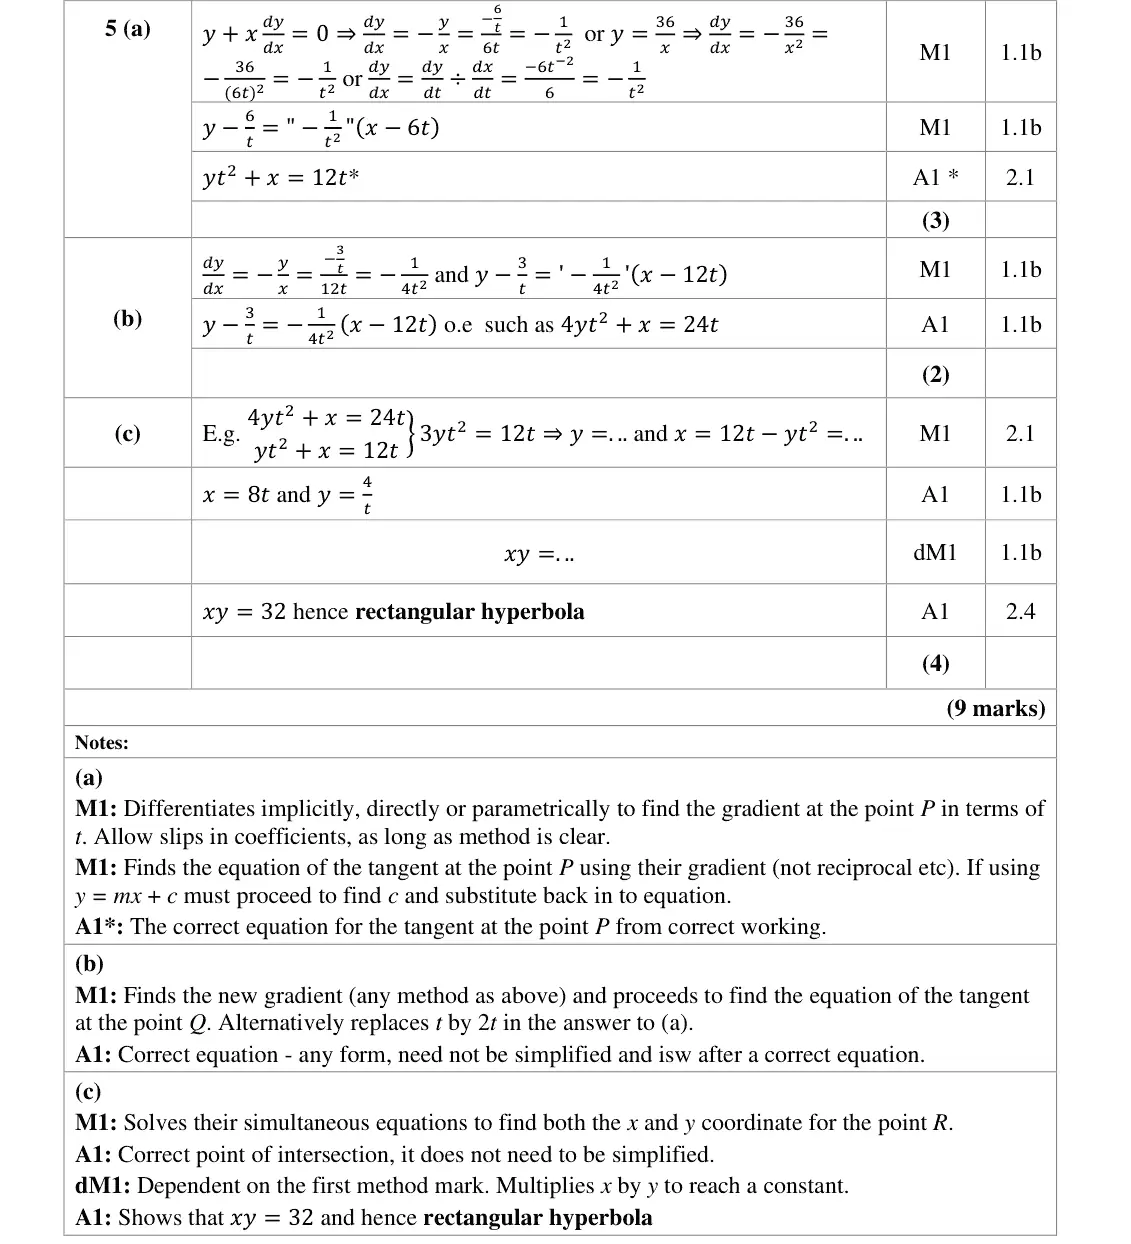 5 (a) y + x dy/dx = 0 ⇒ dy/dx = − y/x = −(6/t)/(6t) = − 1/t² or y = 36/x ⇒ dy/dx = − 36/x² =
− 36/(6t)² = − 1/t² or dy/dx = dy/dt ÷ dx/dt = −6t⁻²/6 = − 1/t² M1 1.1b
y − 6/t = " − 1/t² "(x − 6t) M1 1.1b
yt² + x = 12t* A1 * 2.1
(3)
(b) dy/dx = − y/x = −(3/t)/(12t) = − 1/4t² and y − 3/t = ' − 1/4t² '(x − 12t) M1 1.1b
y − 3/t = − 1/4t² (x − 12t) o.e such as 4yt² + x = 24t A1 1.1b
(2)
(c) E.g. 4yt² + x = 24t
yt² + x = 12t } 3yt² = 12t ⇒ y =. .. and x = 12t − yt² =. .. M1 2.1
x = 8t and y = 4/t A1 1.1b
xy =. .. dM1 1.1b
xy = 32 hence rectangular hyperbola A1 2.4
(4)
(9 marks)
Notes:
(a)
M1: Differentiates implicitly, directly or parametrically to find the gradient at the point P in terms of
t. Allow slips in coefficients, as long as method is clear.
M1: Finds the equation of the tangent at the point P using their gradient (not reciprocal etc). If using
y = mx + c must proceed to find c and substitute back in to equation.
A1*: The correct equation for the tangent at the point P from correct working.
(b)
M1: Finds the new gradient (any method as above) and proceeds to find the equation of the tangent
at the point Q. Alternatively replaces t by 2t in the answer to (a).
A1: Correct equation - any form, need not be simplified and isw after a correct equation.
(c)
M1: Solves their simultaneous equations to find both the x and y coordinate for the point R.
A1: Correct point of intersection, it does not need to be simplified.
dM1: Dependent on the first method mark. Multiplies x by y to reach a constant.
A1: Shows that xy = 32 and hence rectangular hyperbola